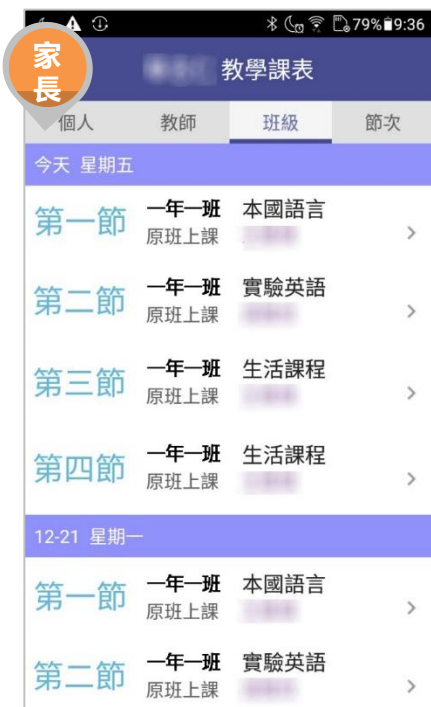 79% 9:36
家長
教學課表
個人 教師 班級 節次
今天 星期五
第一節 一年一班 本國語言
原班上課
第二節 一年一班 實驗英語
原班上課
第三節 一年一班 生活課程
原班上課
第四節 一年一班 生活課程
原班上課
12-21 星期一
第一節 一年一班 本國語言
原班上課
第二節 一年一班 實驗英語
原班上課